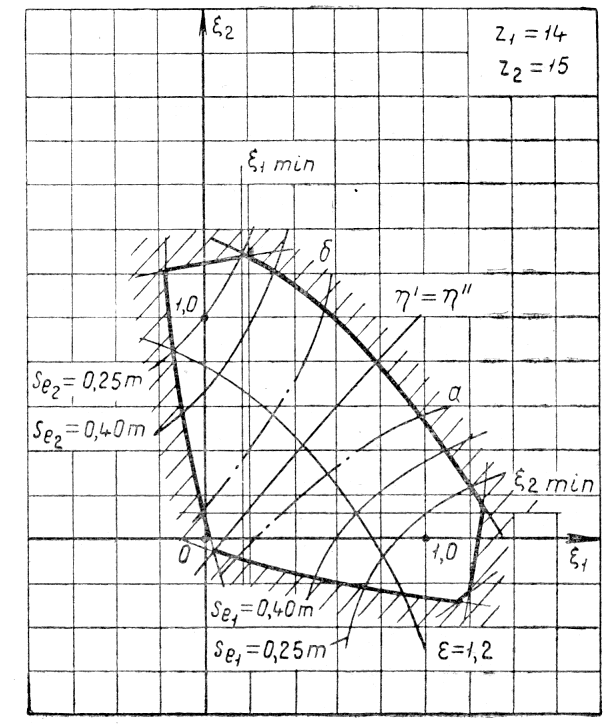 ξ₂
z₁ = 14
z₂ = 15
ξ₁ min
б
η' = η''
1,0
sₑ₂ = 0,25m
sₑ₂ = 0,40m
a
ξ₂ min
0
1,0
ξ₁
sₑ₁ = 0,40m
sₑ₁ = 0,25m
ε=1,2